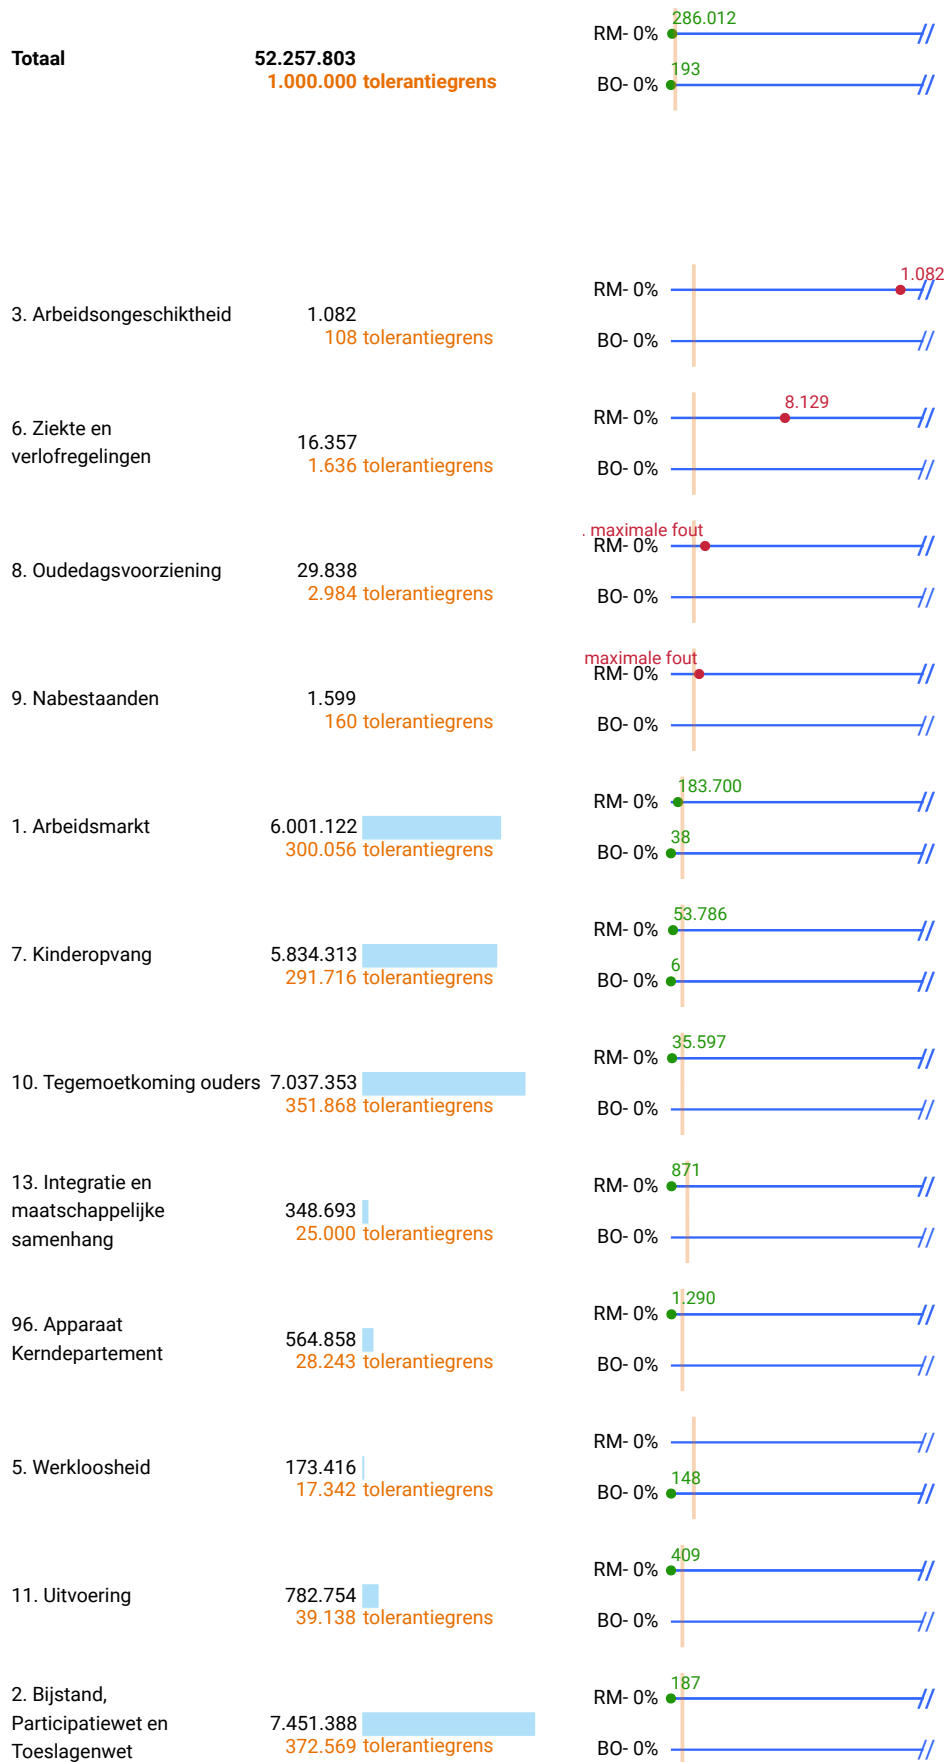 286.012
RM- 0%
Totaal 52.257.803
193
1.000.000 tolerantiegrens
BO- 0%
1.082
RM- 0%
3. Arbeidsongeschiktheid 1.082
108 tolerantiegrens
BO- 0%
8.129
RM- 0%
6. Ziekte en
verlofregelingen
16.357
1.636 tolerantiegrens
BO- 0%
. maximale fout
RM- 0%
8. Oudedagsvoorziening 29.838
2.984 tolerantiegrens
BO- 0%
maximale fout
RM- 0%
9. Nabestaanden 1.599
160 tolerantiegrens
BO- 0%
183.700
RM- 0%
1. Arbeidsmarkt 6.001.122
38
300.056 tolerantiegrens
BO- 0%
53.786
RM- 0%
7. Kinderopvang 5.834.313
6
291.716 tolerantiegrens
BO- 0%
35.597
RM- 0%
10. Tegemoetkoming ouders 7.037.353
351.868 tolerantiegrens
BO- 0%
871
RM- 0%
13. Integratie en
maatschappelijke
samenhang
348.693
25.000 tolerantiegrens
BO- 0%
1.290
RM- 0%
96. Apparaat
Kerndepartement
564.858
28.243 tolerantiegrens
BO- 0%
RM- 0%
5. Werkloosheid 173.416
148
17.342 tolerantiegrens
BO- 0%
409
RM- 0%
11. Uitvoering 782.754
39.138 tolerantiegrens
BO- 0%
187
RM- 0%
2. Bijstand,
Participatiewet en
Toeslagenwet
7.451.388
372.569 tolerantiegrens
BO- 0%